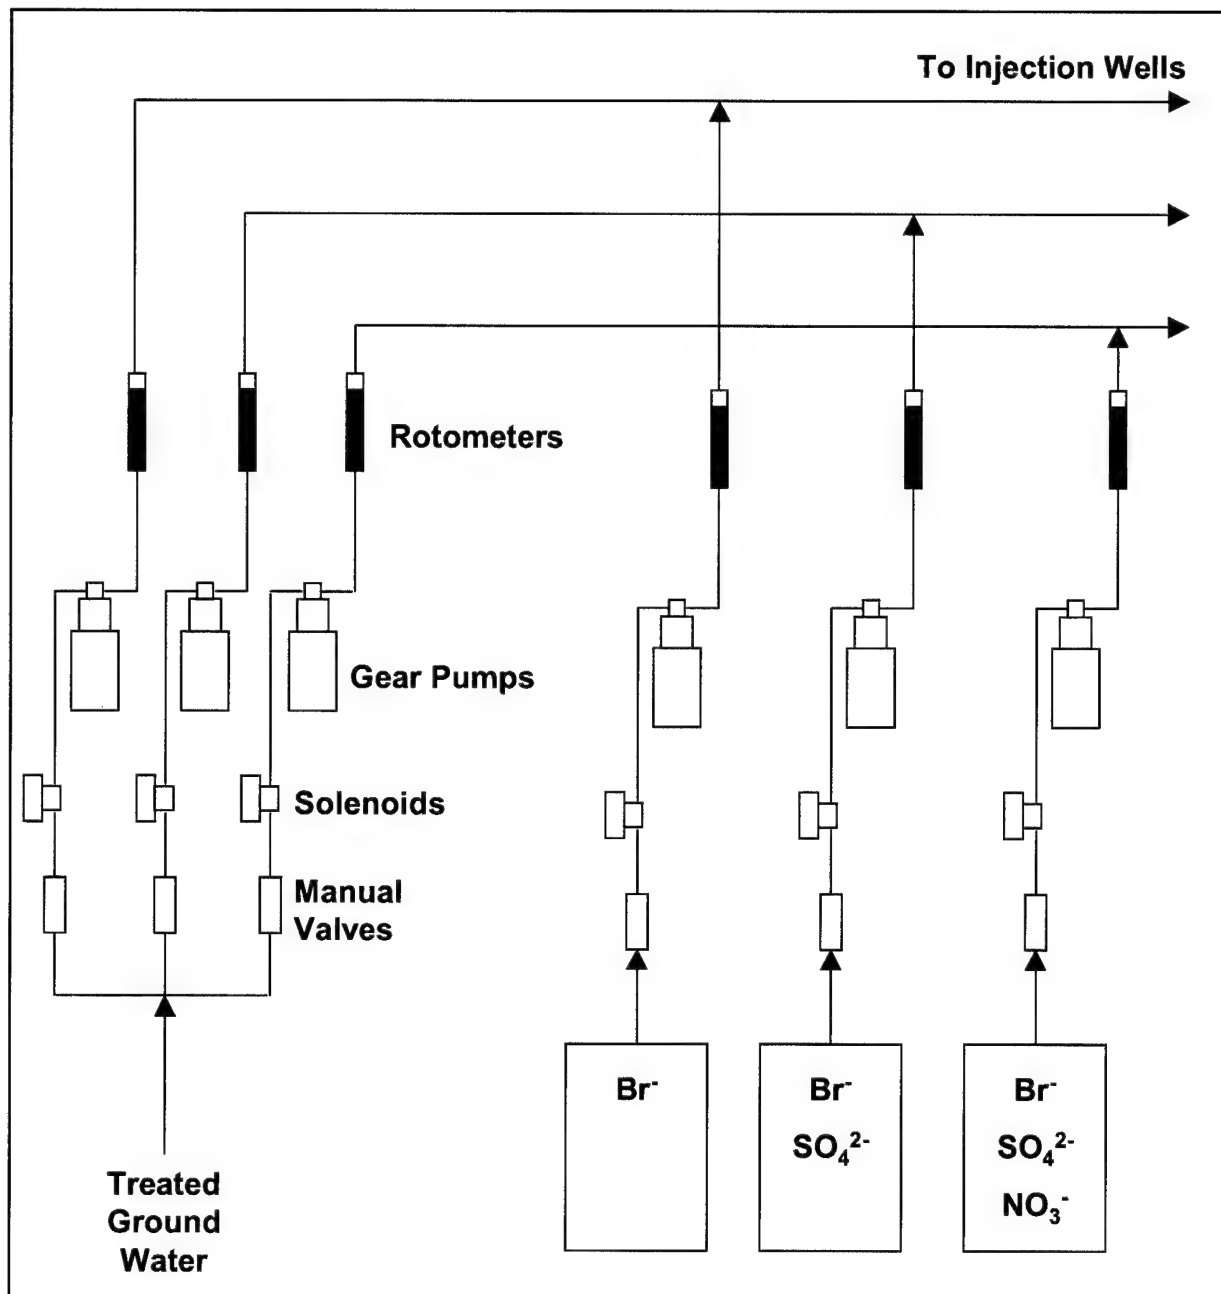 To Injection Wells
Rotometers
Gear Pumps
Solenoids
Manual
Valves
Br⁻
Br⁻
SO₄²⁻
Br⁻
SO₄²⁻
NO₃⁻
Treated
Ground
Water